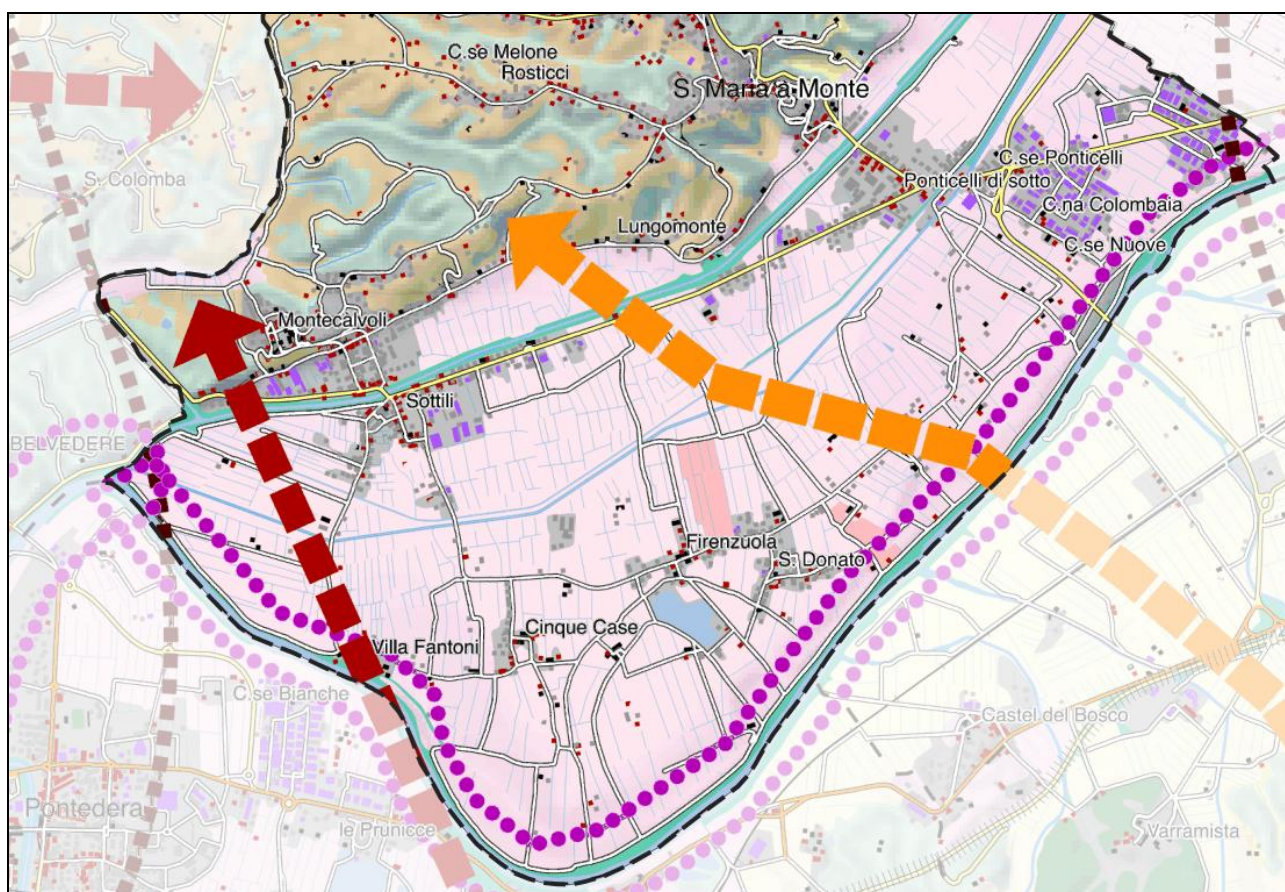 C.se Melone
Rosticci
S. Maria a Monte
S. Colomba
C.se Ponticelli
Ponticelli di sotto
C.na Colombaia
Lungomonte
C.se Nuove
Montecalvoli
Sottili
BELVEDERE
Firenzuola
S. Donato
Cinque Case
Villa Fantoni
C.se Bianche
Castel del Bosco
Pontedera
le Prunicce
Varramista